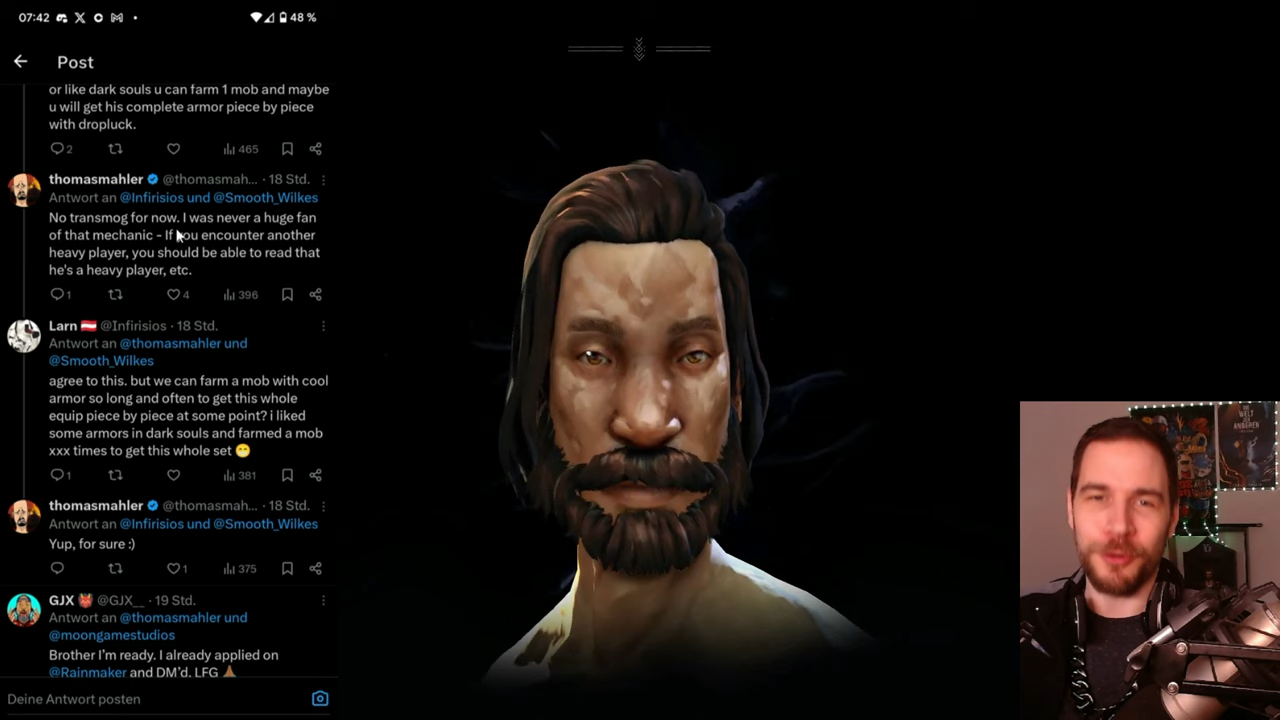 07:42
48 %
Post
or like dark souls u can farm 1 mob and maybe
u will get his complete armor piece by piece
with dropluck.
2
465
thomasmahler @thomasmah... · 18 Std.
Antwort an @Infirisios und @Smooth_Wilkes
No transmog for now. I was never a huge fan
of that mechanic - If you encounter another
heavy player, you should be able to read that
he's a heavy player, etc.
1
4
396
Larn 🇦🇹 @Infirisios · 18 Std.
Antwort an @thomasmahler und
@Smooth_Wilkes
agree to this. but we can farm a mob with cool
armor so long and often to get this whole
equip piece by piece at some point? i liked
some armors in dark souls and farmed a mob
xxx times to get this whole set 😁
1
381
thomasmahler @thomasmah... · 18 Std.
Antwort an @Infirisios und @Smooth_Wilkes
Yup, for sure :)
1
375
GJX 👹 @GJX__ · 19 Std.
Antwort an @thomasmahler und
@moongamestudios
Brother I'm ready. I already applied on
@Rainmaker and DM'd. LFG 🙏🏾
Deine Antwort posten
DIE WELT DER ANDEREN